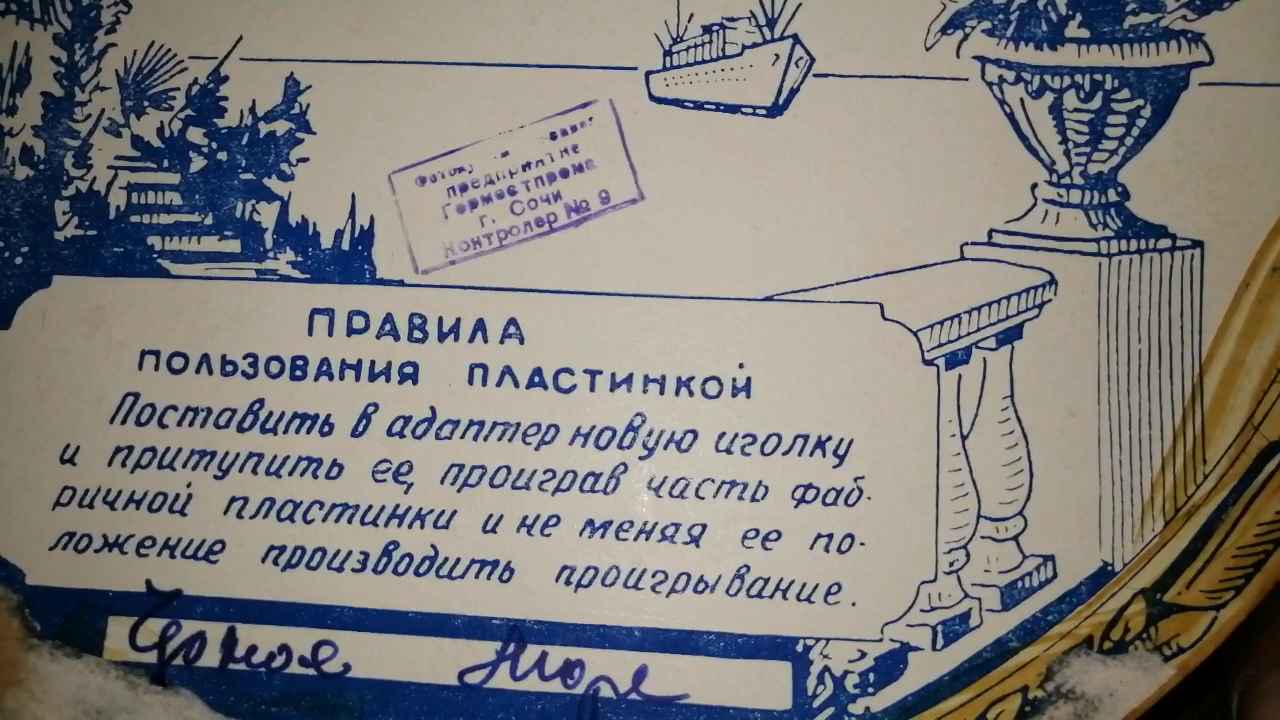 предприятие
Горместпрома
г. Сочи
Контролер № 9
ПРАВИЛА
ПОЛЬЗОВАНИЯ ПЛАСТИНКОЙ
Поставить в адаптер новую иголку
и притупить ее, проиграв часть фаб-
ричной пластинки и не меняя ее по-
ложение производить проигрывание.
море